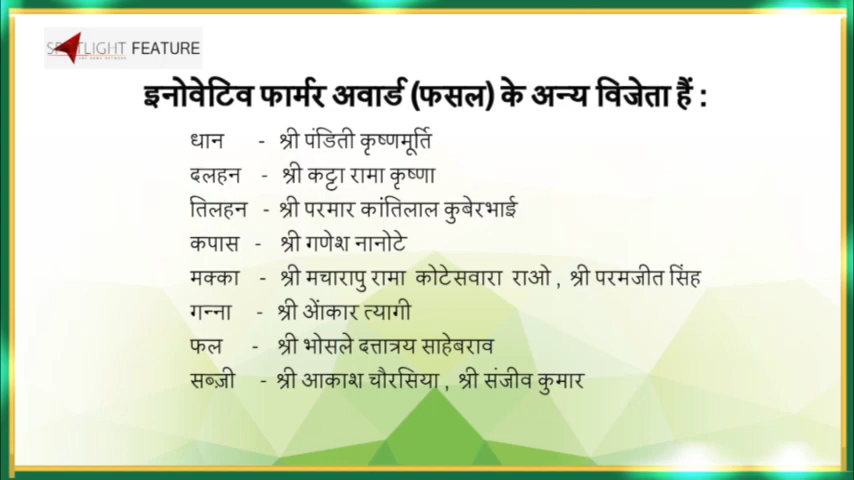 SPOTLIGHT FEATURE
इनोवेटिव फार्मर अवार्ड (फसल) के अन्य विजेता हैं :
धान - श्री पंडिती कृष्णमूर्ति
दलहन - श्री कट्टा रामा कृष्णा
तिलहन - श्री परमार कांतिलाल कुबेरभाई
कपास - श्री गणेश नानोटे
मक्का - श्री मचारापु रामा कोटेसवारा राओ , श्री परमजीत सिंह
गन्ना - श्री ओंकार त्यागी
फल - श्री भोसले दत्तात्रय साहेबराव
सब्ज़ी - श्री आकाश चौरसिया , श्री संजीव कुमार